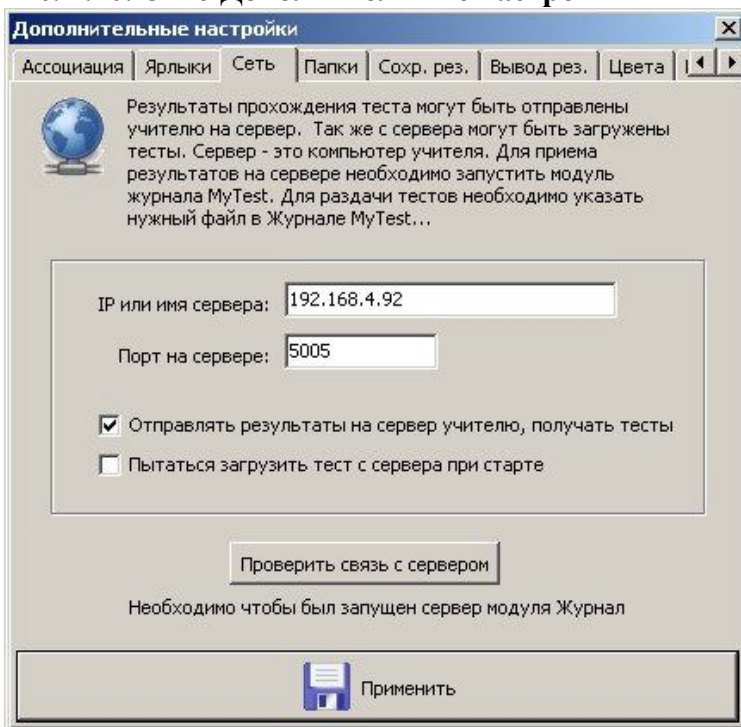 Дополнительные настройки
Ассоциация Ярлыки Сеть Папки Сохр. рез. Вывод рез. Цвета
Результаты прохождения теста могут быть отправлены
учителю на сервер. Так же с сервера могут быть загружены
тесты. Сервер - это компьютер учителя. Для приема
результатов на сервере необходимо запустить модуль
журнала MyTest. Для раздачи тестов необходимо указать
нужный файл в Журнале MyTest...
IP или имя сервера: 192.168.4.92
Порт на сервере: 5005
Отправлять результаты на сервер учителю, получать тесты
Пытаться загрузить тест с сервера при старте
Проверить связь с сервером
Необходимо чтобы был запущен сервер модуля Журнал
Применить